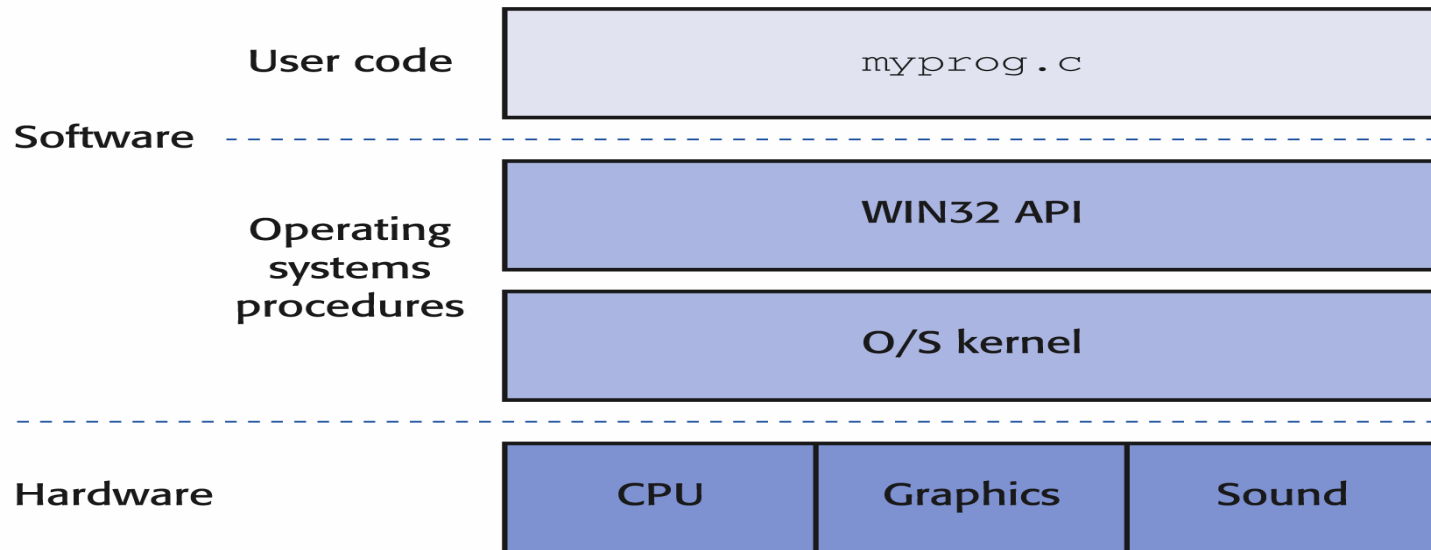 User code
myprog.c
Software
Operating
systems
procedures
WIN32 API
O/S kernel
Hardware
CPU
Graphics
Sound